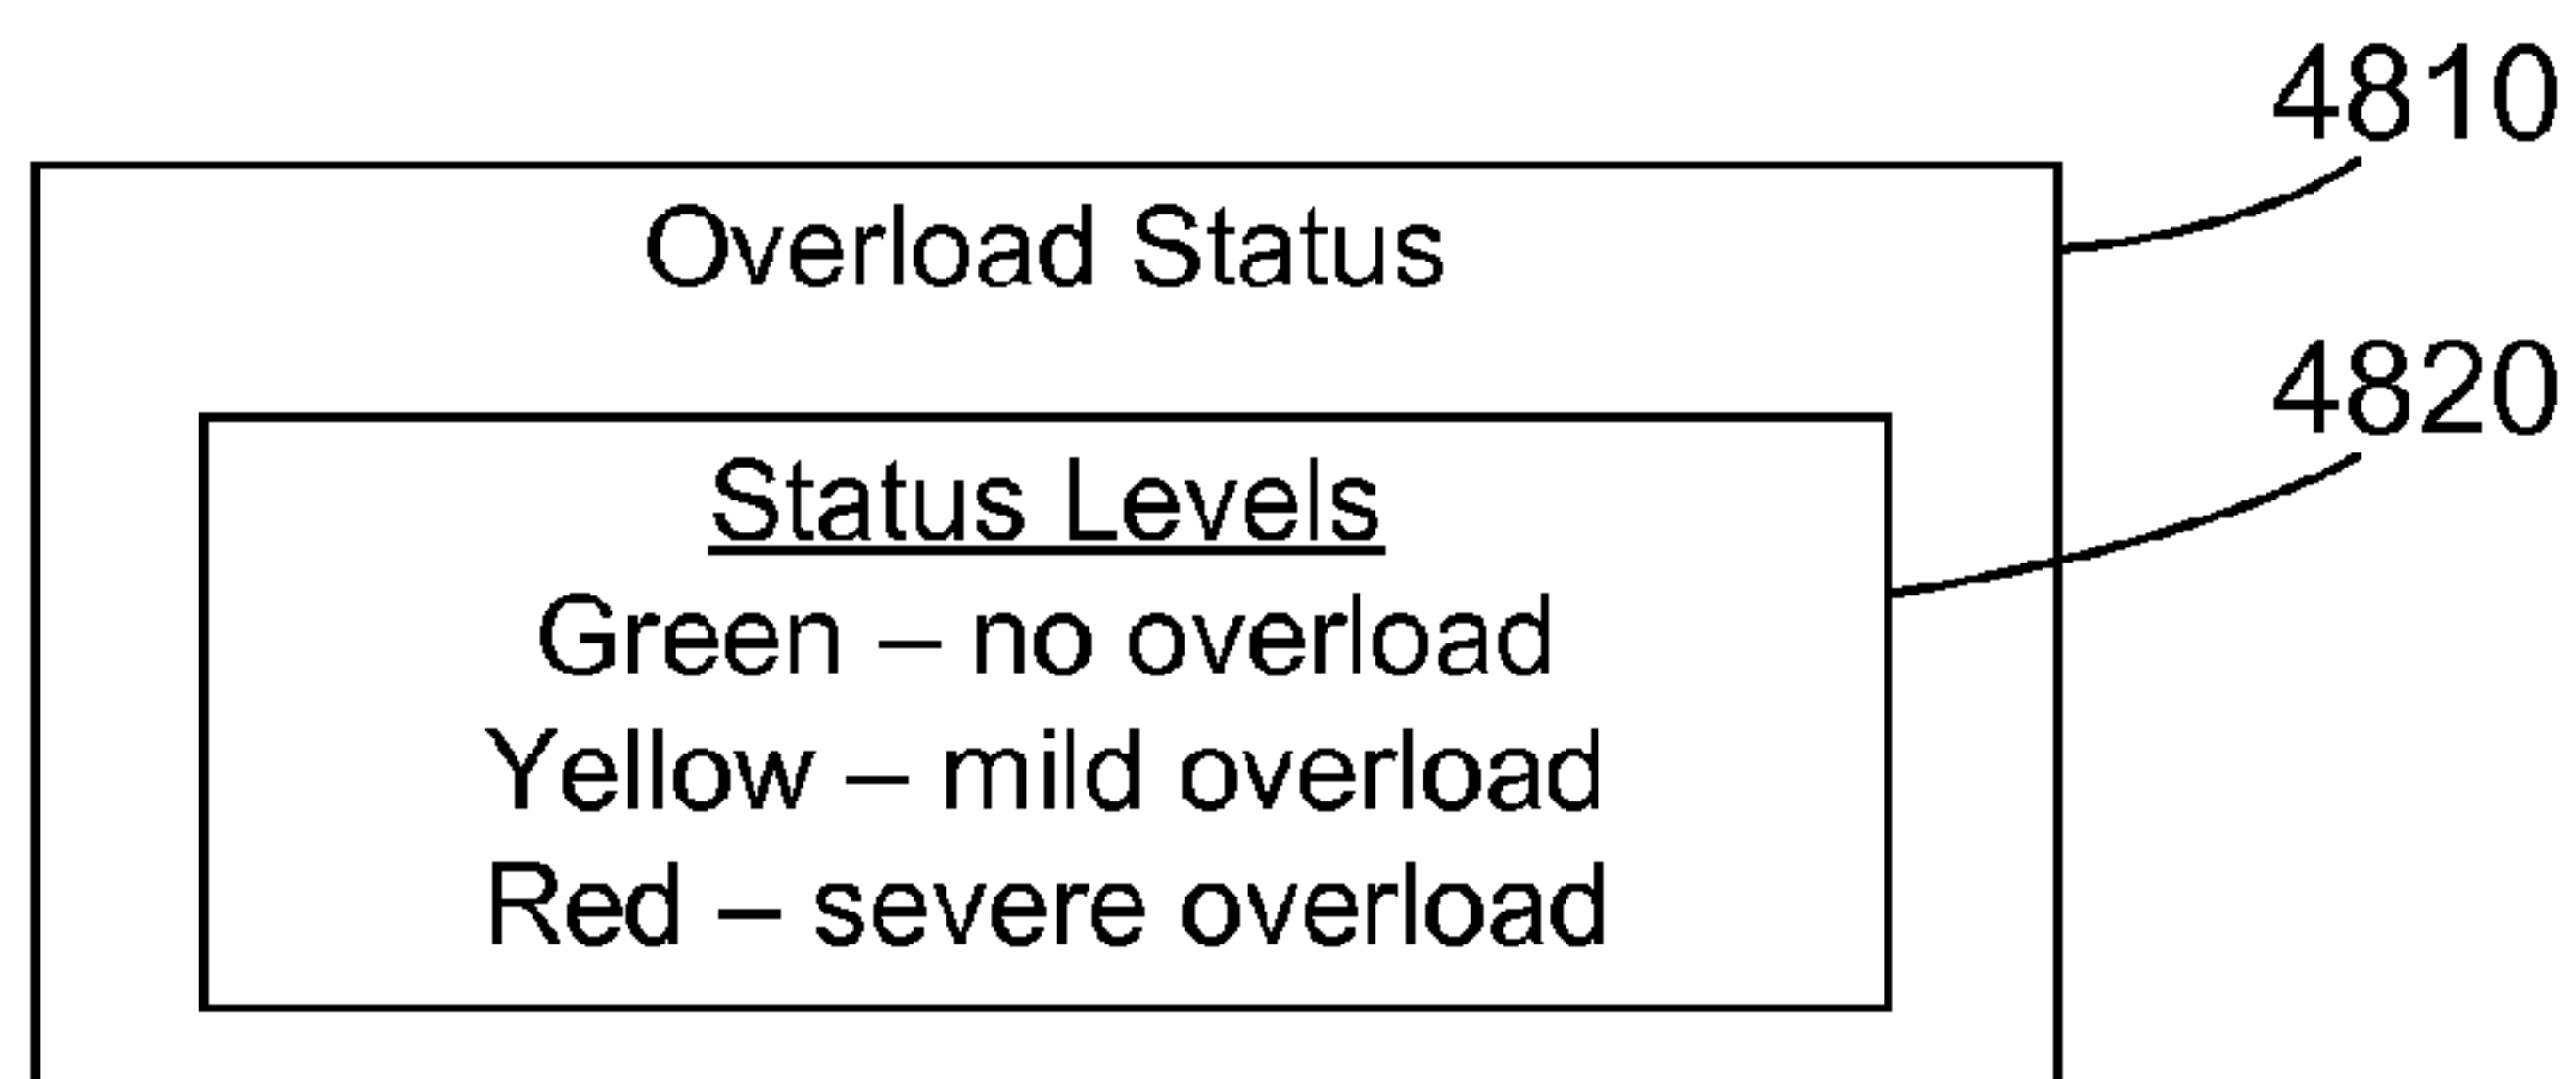 4810
Overload Status
4820
Status Levels
Green – no overload
Yellow – mild overload
Red – severe overload